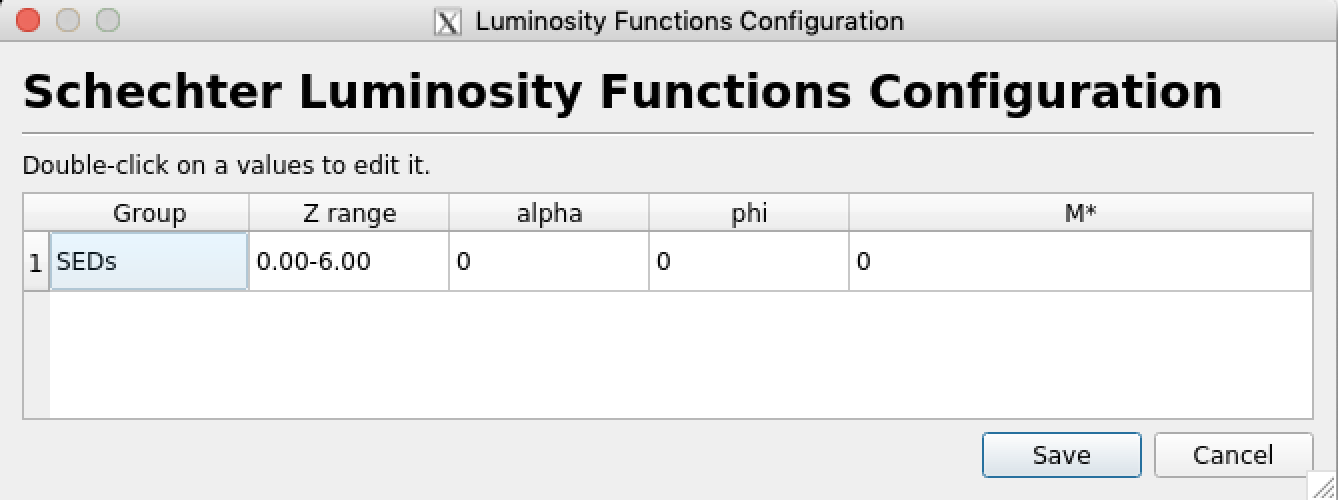 Luminosity Functions Configuration
Schechter Luminosity Functions Configuration
Double-click on a values to edit it.
Group Z range alpha phi M*
1 SEDs 0.00-6.00 0 0 0
Save Cancel